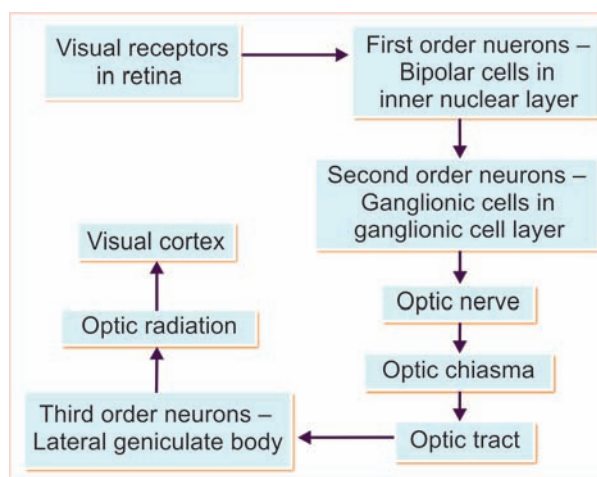 Visual receptors
in retina
First order nuerons –
Bipolar cells in
inner nuclear layer
Second order neurons –
Ganglionic cells in
ganglionic cell layer
Optic nerve
Optic chiasma
Optic tract
Third order neurons –
Lateral geniculate body
Optic radiation
Visual cortex